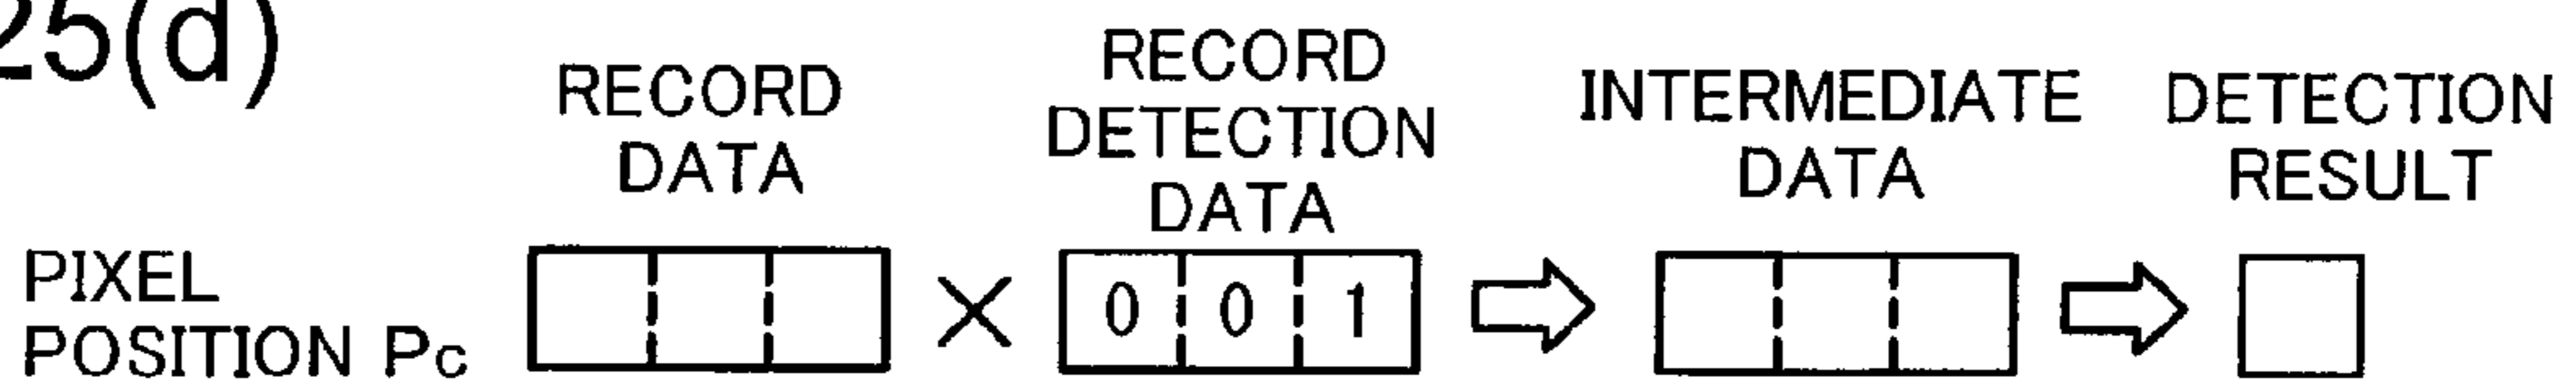 25(d)
RECORD
DATA
RECORD
DETECTION
DATA
INTERMEDIATE
DATA
DETECTION
RESULT
PIXEL
POSITION Pc
×
0 0 1